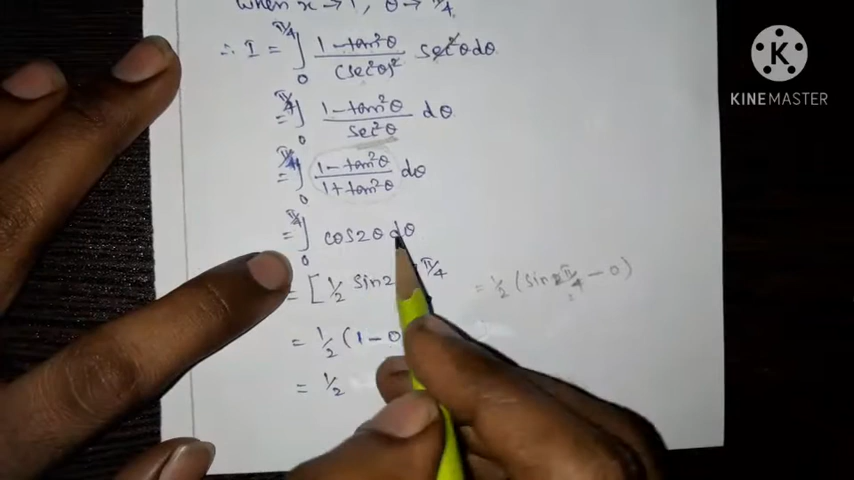 When x → 1, θ → π/4.
∴ I = ∫₀^{π/4} (1 - tan²θ)/(sec²θ)² sec²θ dθ
= ∫₀^{π/4} (1 - tan²θ)/sec²θ dθ
= ∫₀^{π/4} (1 - tan²θ)/(1 + tan²θ) dθ
= ∫₀^{π/4} cos2θ dθ
= [ 1/2 sin2 π/4 = 1/2 (sin 2π/4 - 0)
= 1/2 (1 - 0
= 1/2
KINEMASTER